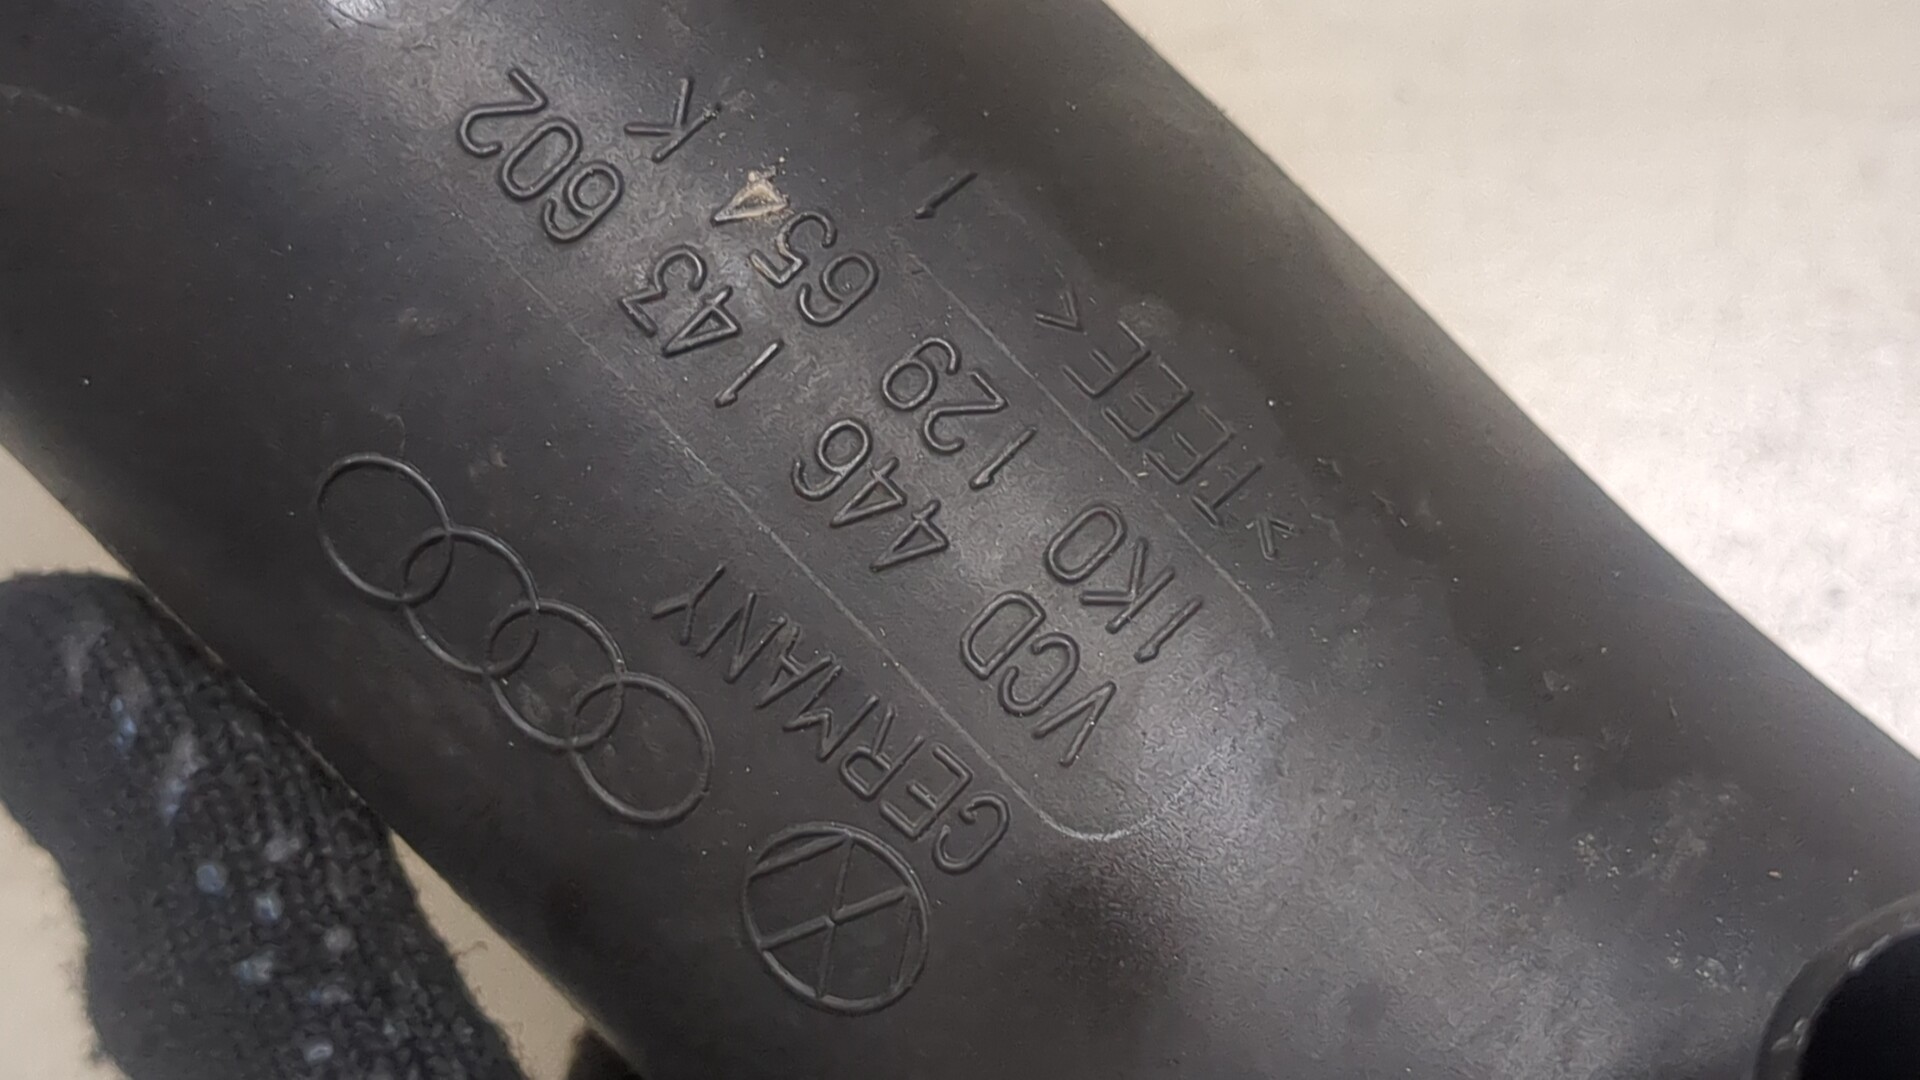 GERMANY
VCD 446 143 602
1K0 129 654 K
>TEEE< 1